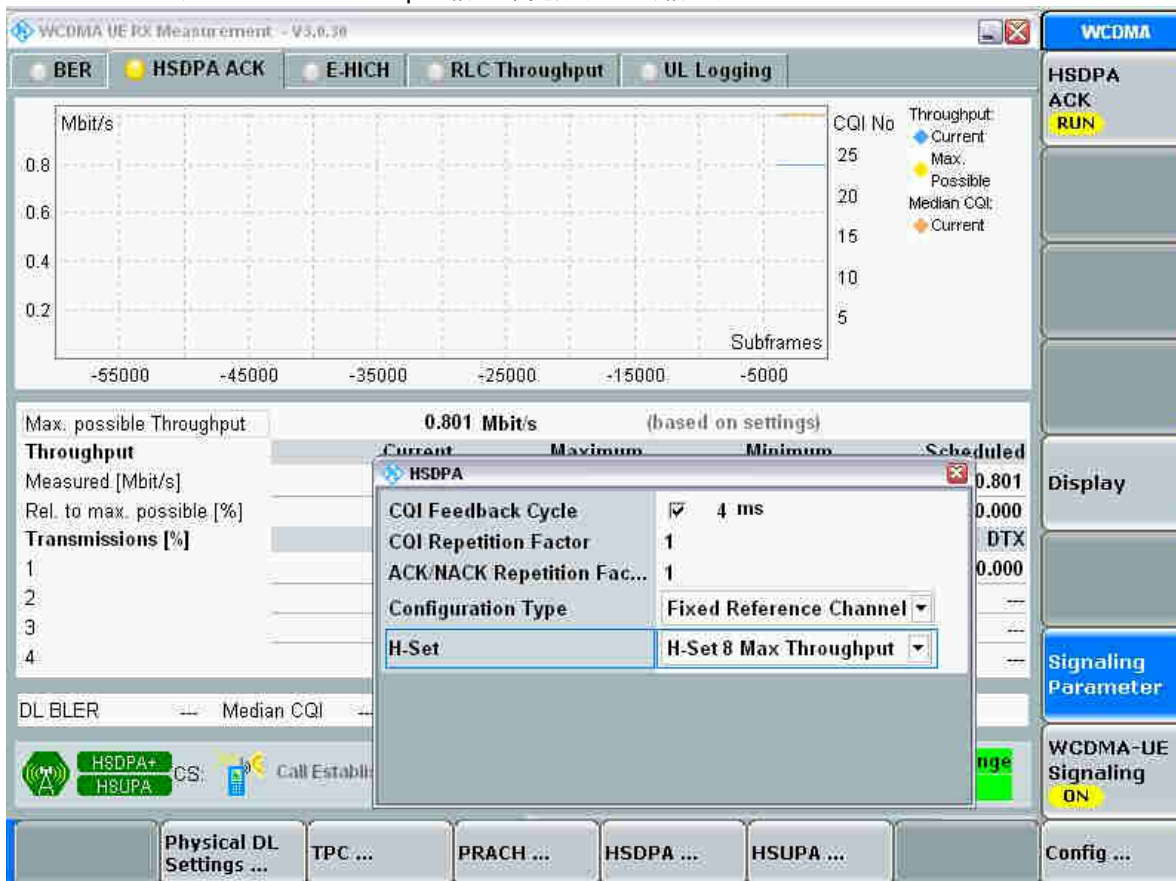 WCDMA UE RX Measurement - V3.0.30
WCDMA
BER HSDPA ACK E-HICH RLC Throughput UL Logging
HSDPA
ACK
RUN
Mbit/s
0.8
0.6
0.4
0.2
CQI No
25
20
15
10
5
Throughput:
Current
Max.
Possible
Median CQI:
Current
Subframes
-55000 -45000 -35000 -25000 -15000 -5000
Max. possible Throughput 0.801 Mbit/s (based on settings)
Throughput Current Maximum Minimum Scheduled
Measured [Mbit/s] 0.801
Rel. to max. possible [%] 0.000
Transmissions [%] DTX
1 0.000
2 ---
3 ---
4 ---
DL BLER --- Median CQI ---
HSDPA
CQI Feedback Cycle 4 ms
CQI Repetition Factor 1
ACK/NACK Repetition Fac... 1
Configuration Type Fixed Reference Channel
H-Set H-Set 8 Max Throughput
HSDPA+
HSUPA
CS:
Display
Signaling
Parameter
WCDMA-UE
Signaling
ON
Physical DL
Settings ...
TPC ...
PRACH ...
HSDPA ...
HSUPA ...
Config ...